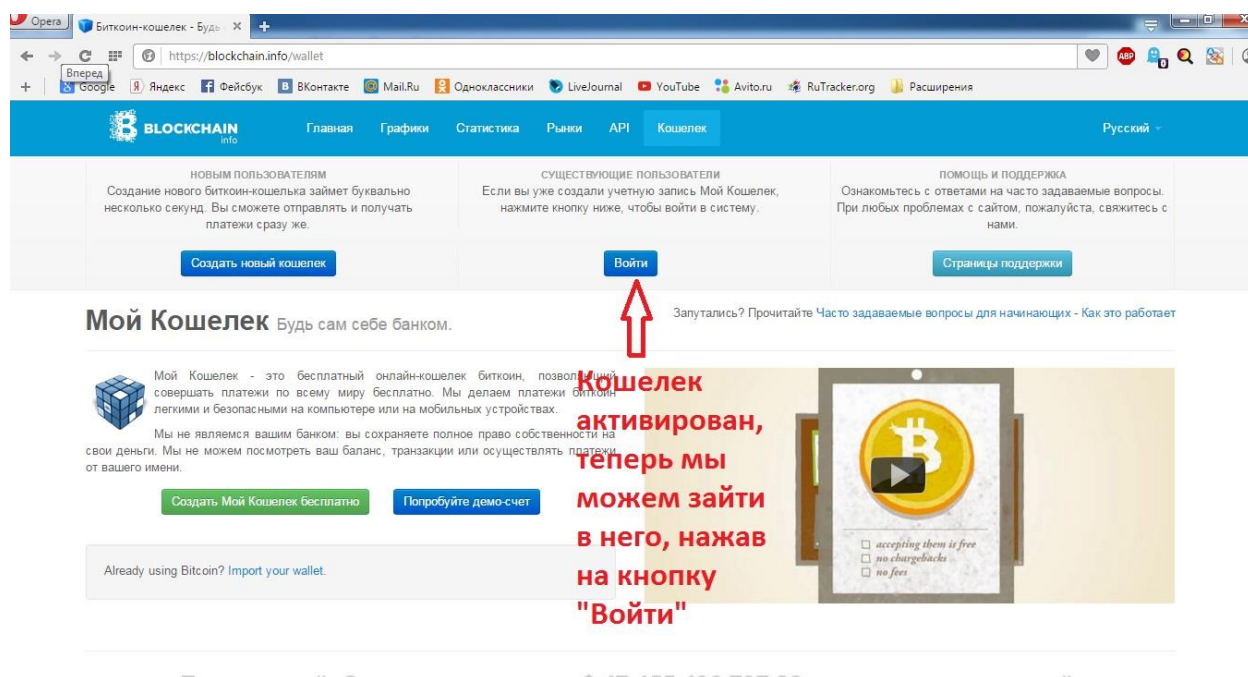 Opera
Биткоин-кошелек - Будь
https://blockchain.info/wallet
ABP
0
Вперед
Google Яндекс Фейсбук ВКонтакте Mail.Ru Одноклассники LiveJournal YouTube Avito.ru RuTracker.org Расширения
BLOCKCHAIN
info
Главная Графики Статистика Рынки API Кошелек Русский
НОВЫМ ПОЛЬЗОВАТЕЛЯМ
Создание нового биткоин-кошелька займет буквально
несколько секунд. Вы сможете отправлять и получать
платежи сразу же.
Создать новый кошелек
СУЩЕСТВУЮЩИЕ ПОЛЬЗОВАТЕЛИ
Если вы уже создали учетную запись Мой Кошелек,
нажмите кнопку ниже, чтобы войти в систему.
Войти
ПОМОЩЬ И ПОДДЕРЖКА
Ознакомьтесь с ответами на часто задаваемые вопросы.
При любых проблемах с сайтом, пожалуйста, свяжитесь с
нами.
Страницы поддержки
Мой Кошелек Будь сам себе банком.
Запутались? Прочитайте Часто задаваемые вопросы для начинающих - Как это работает
Мой Кошелек - это бесплатный онлайн-кошелек биткоин, позволяющий
совершать платежи по всему миру бесплатно. Мы делаем платежи биткоин
легкими и безопасными на компьютере или на мобильных устройствах.
Мы не являемся вашим банком: вы сохраняете полное право собственности на
свои деньги. Мы не можем посмотреть ваш баланс, транзакции или осуществлять платежи
от вашего имени.
Создать Мой Кошелек бесплатно
Попробуйте демо-счет
Already using Bitcoin? Import your wallet.
Кошелек
активирован,
теперь мы
можем зайти
в него, нажав
на кнопку
"Войти"
accepting them is free
no chargebacks
no fees